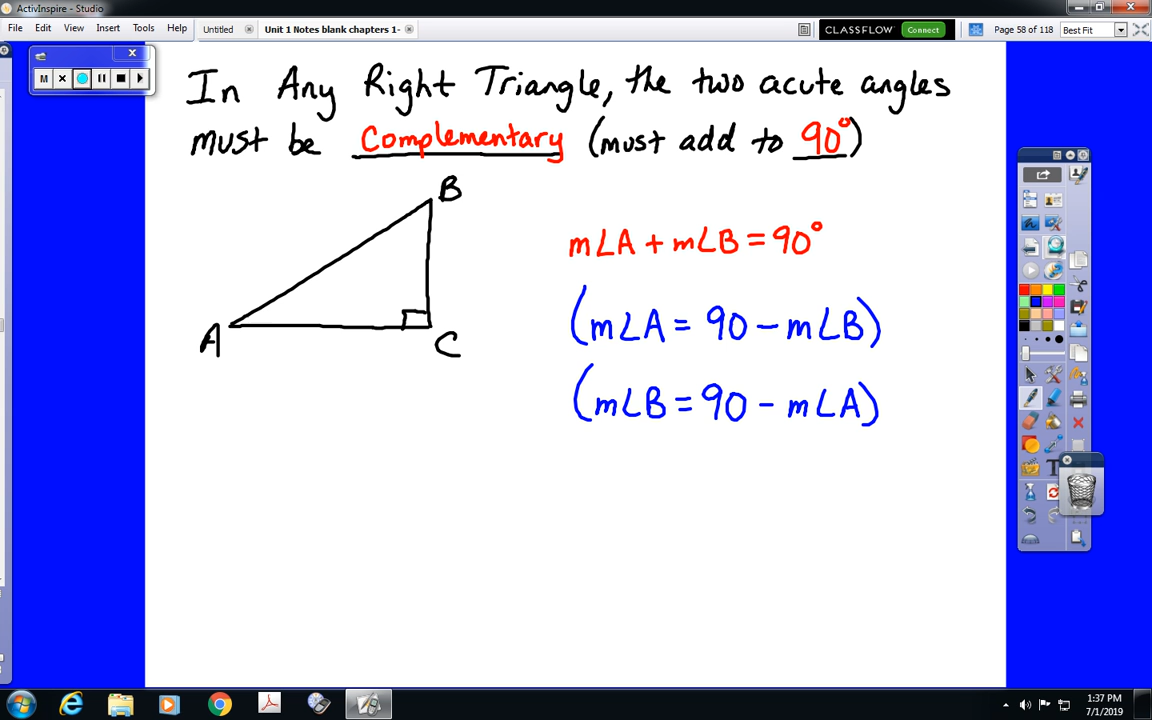 ActivInspire - Studio
File Edit View Insert Tools Help
Untitled
Unit 1 Notes blank chapters 1-
CLASSFLOW Connect
Page 58 of 118
Best Fit
M
In Any Right Triangle, the two acute angles
must be Complementary (must add to 90°)
B
A
C
m∠A + m∠B = 90°
(m∠A = 90 - m∠B)
(m∠B = 90 - m∠A)
T
1:37 PM
7/1/2019